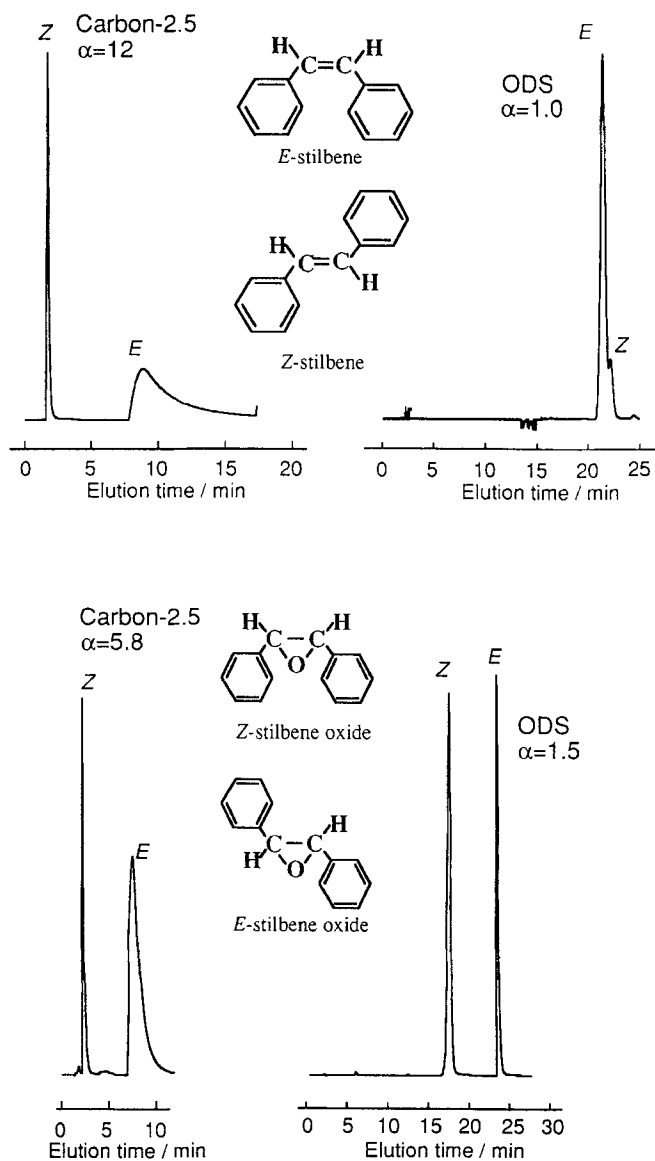 Z
Carbon-2.5
α=12
H H
C=C
E-stilbene
E
ODS
α=1.0
H
C=C
H
Z-stilbene
E
Z
0 5 10 15 20
Elution time / min
0 5 10 15 20 25
Elution time / min
Carbon-2.5
α=5.8
H H
C-C
O
Z-stilbene oxide
Z
E
Z
E
ODS
α=1.5
H
C-C
H
O
E-stilbene oxide
0 5 10
Elution time / min
0 5 10 15 20 25 30
Elution time / min